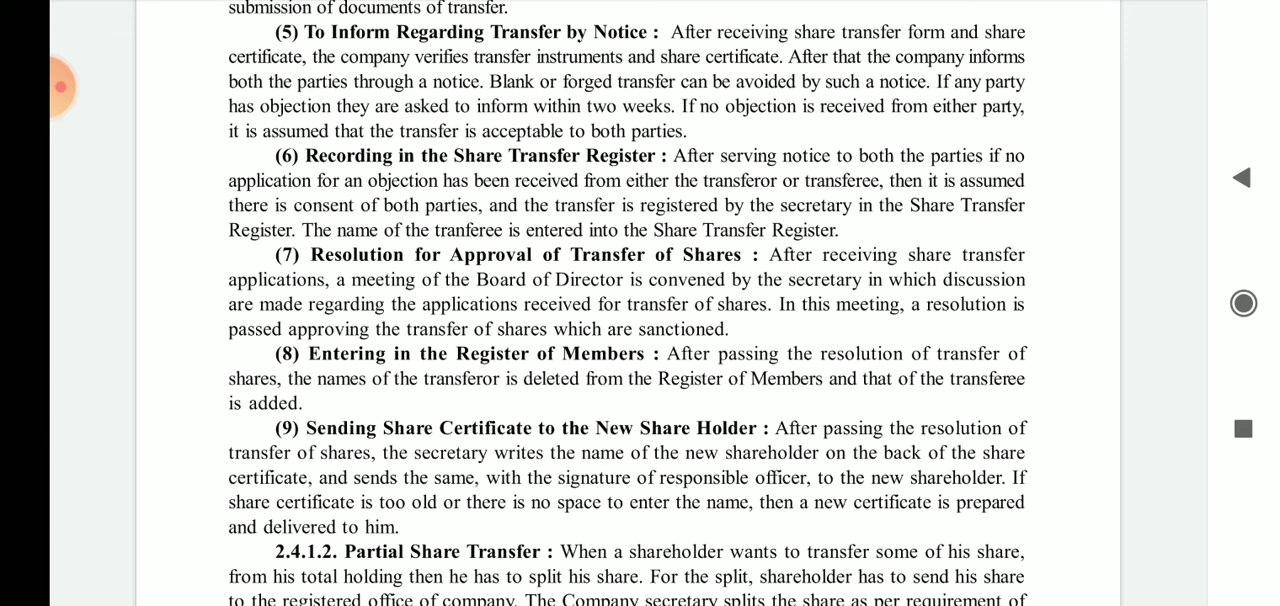 submission of documents of transfer.
(5) To Inform Regarding Transfer by Notice : After receiving share transfer form and share
certificate, the company verifies transfer instruments and share certificate. After that the company informs
both the parties through a notice. Blank or forged transfer can be avoided by such a notice. If any party
has objection they are asked to inform within two weeks. If no objection is received from either party,
it is assumed that the transfer is acceptable to both parties.
(6) Recording in the Share Transfer Register : After serving notice to both the parties if no
application for an objection has been received from either the transferor or transferee, then it is assumed
there is consent of both parties, and the transfer is registered by the secretary in the Share Transfer
Register. The name of the tranferee is entered into the Share Transfer Register.
(7) Resolution for Approval of Transfer of Shares : After receiving share transfer
applications, a meeting of the Board of Director is convened by the secretary in which discussion
are made regarding the applications received for transfer of shares. In this meeting, a resolution is
passed approving the transfer of shares which are sanctioned.
(8) Entering in the Register of Members : After passing the resolution of transfer of
shares, the names of the transferor is deleted from the Register of Members and that of the transferee
is added.
(9) Sending Share Certificate to the New Share Holder : After passing the resolution of
transfer of shares, the secretary writes the name of the new shareholder on the back of the share
certificate, and sends the same, with the signature of responsible officer, to the new shareholder. If
share certificate is too old or there is no space to enter the name, then a new certificate is prepared
and delivered to him.
2.4.1.2. Partial Share Transfer : When a shareholder wants to transfer some of his share,
from his total holding then he has to split his share. For the split, shareholder has to send his share
to the registered office of company. The Company secretary splits the share as per requirement of